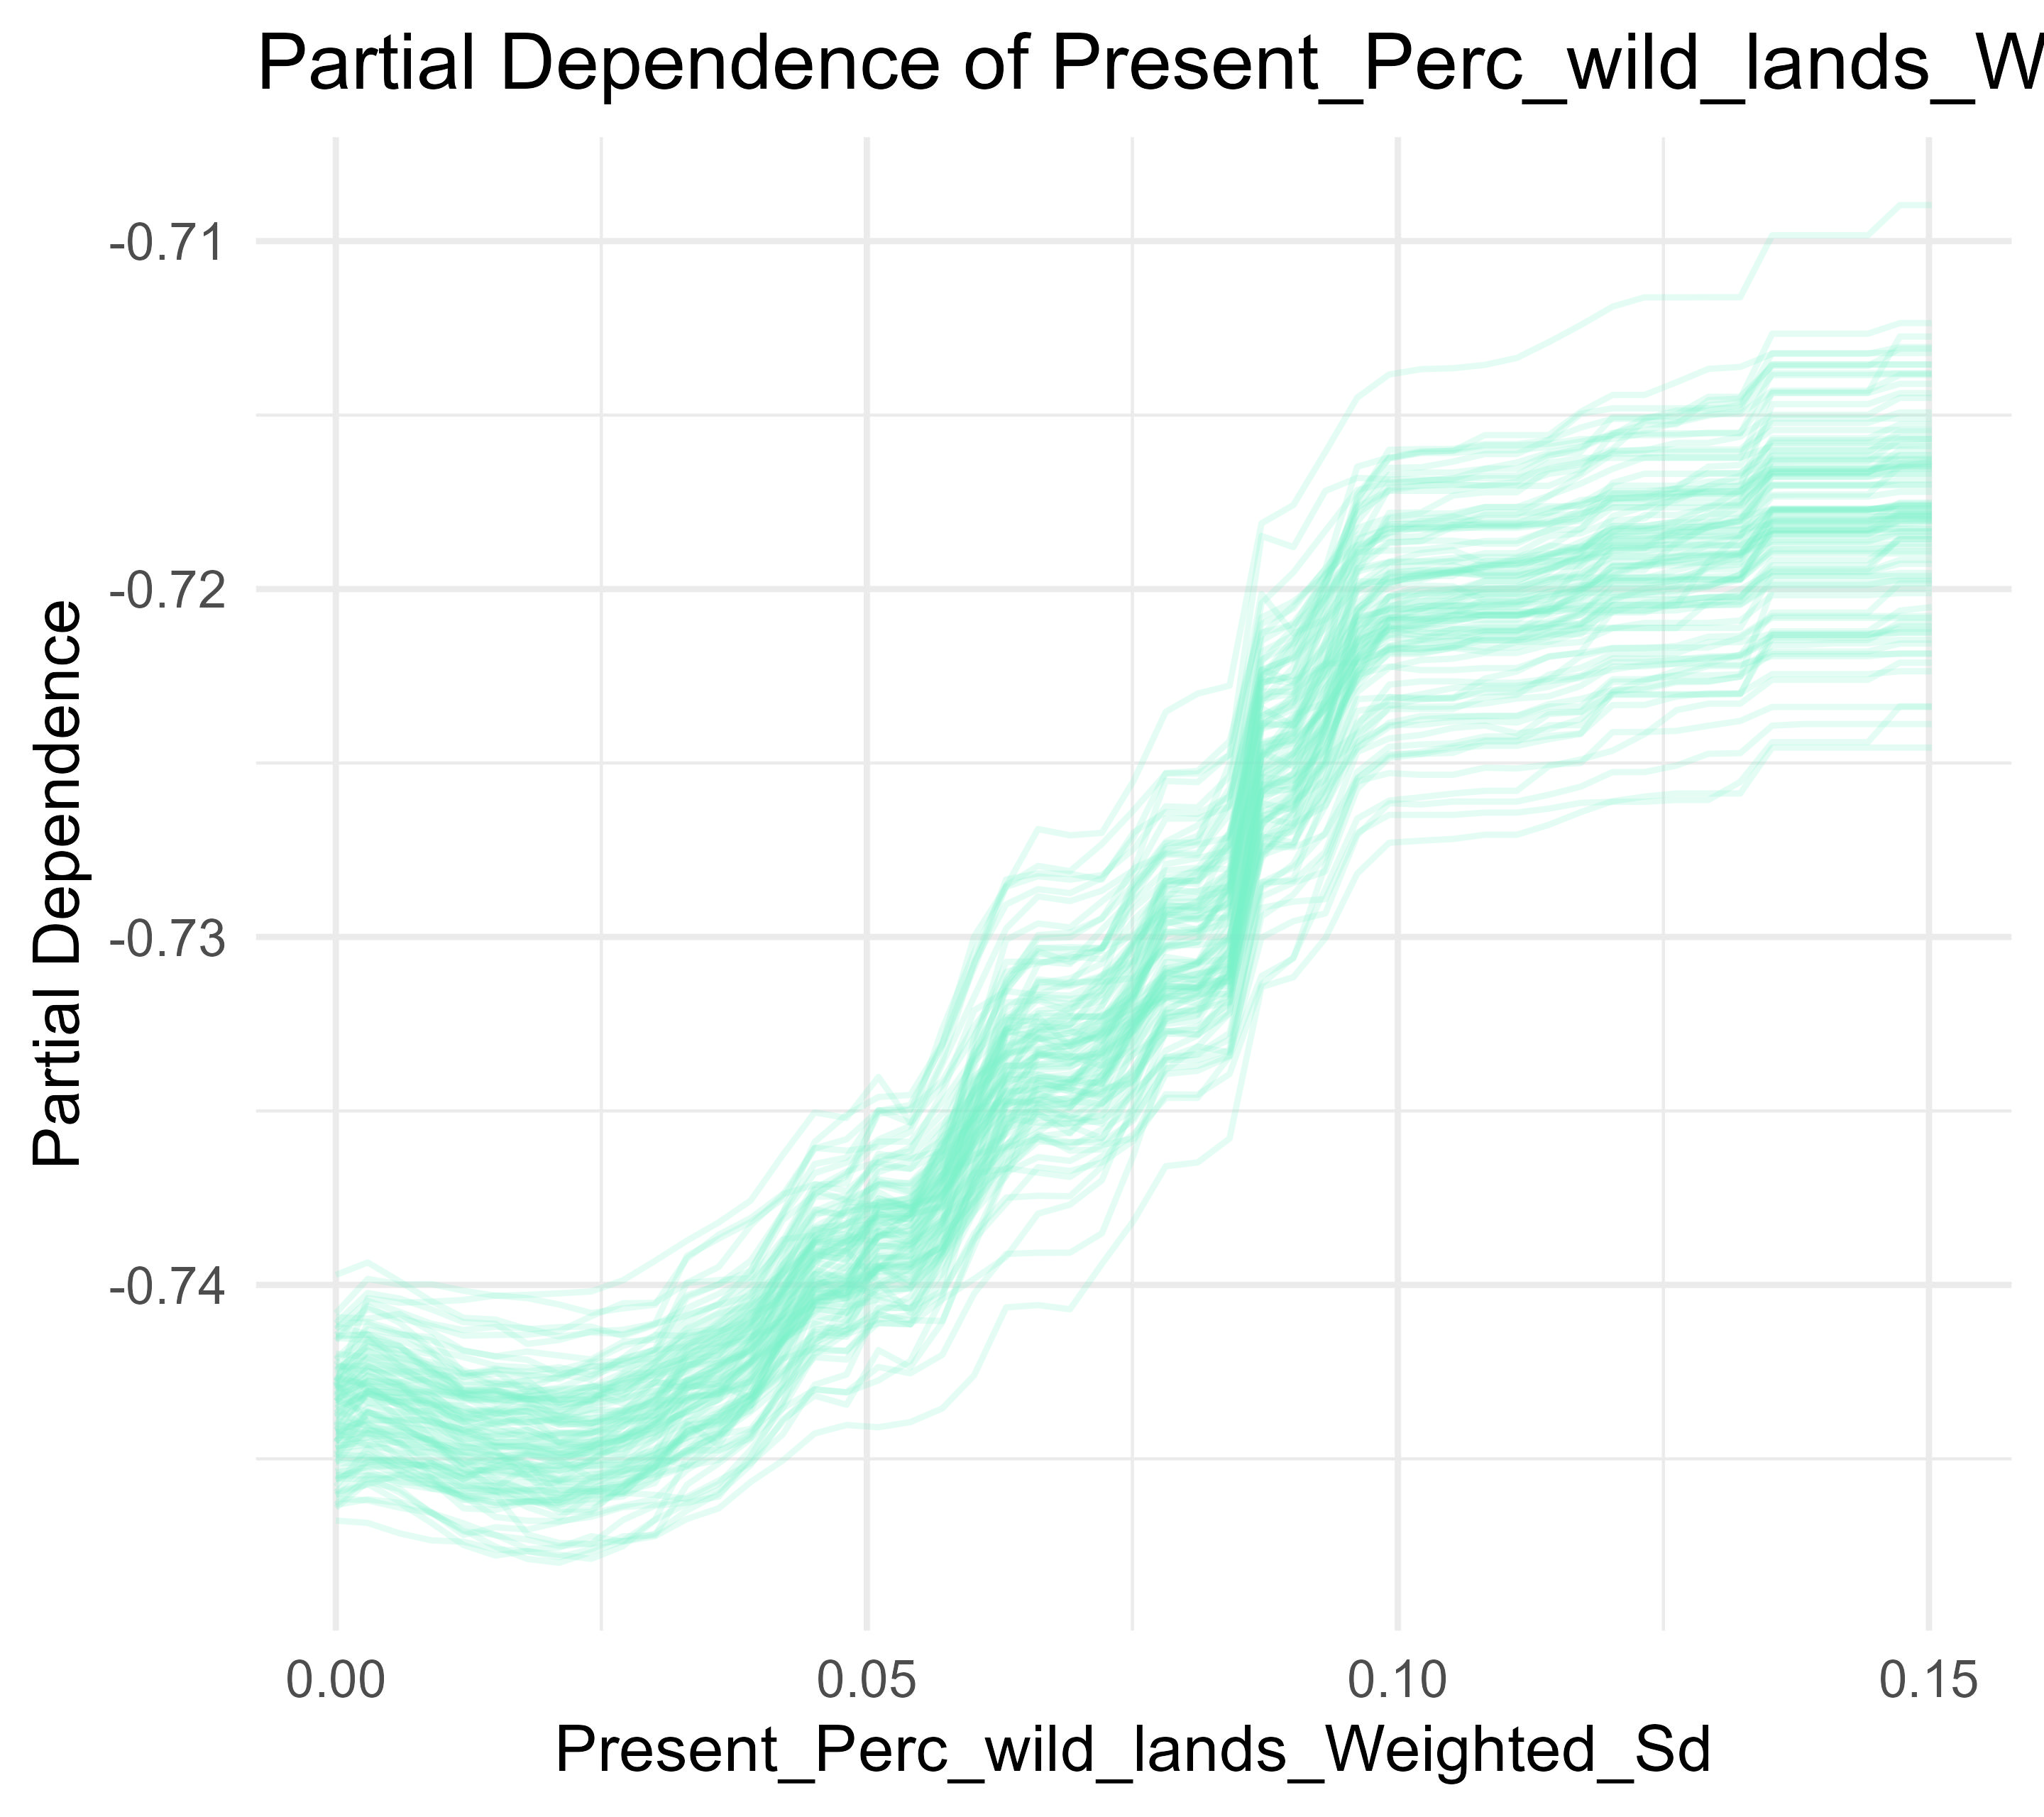 Partial Dependence of Present_Perc_wild_lands_W
-0.71
-0.72
-0.73
-0.74
Partial Dependence
0.00 0.05 0.10 0.15
Present_Perc_wild_lands_Weighted_Sd